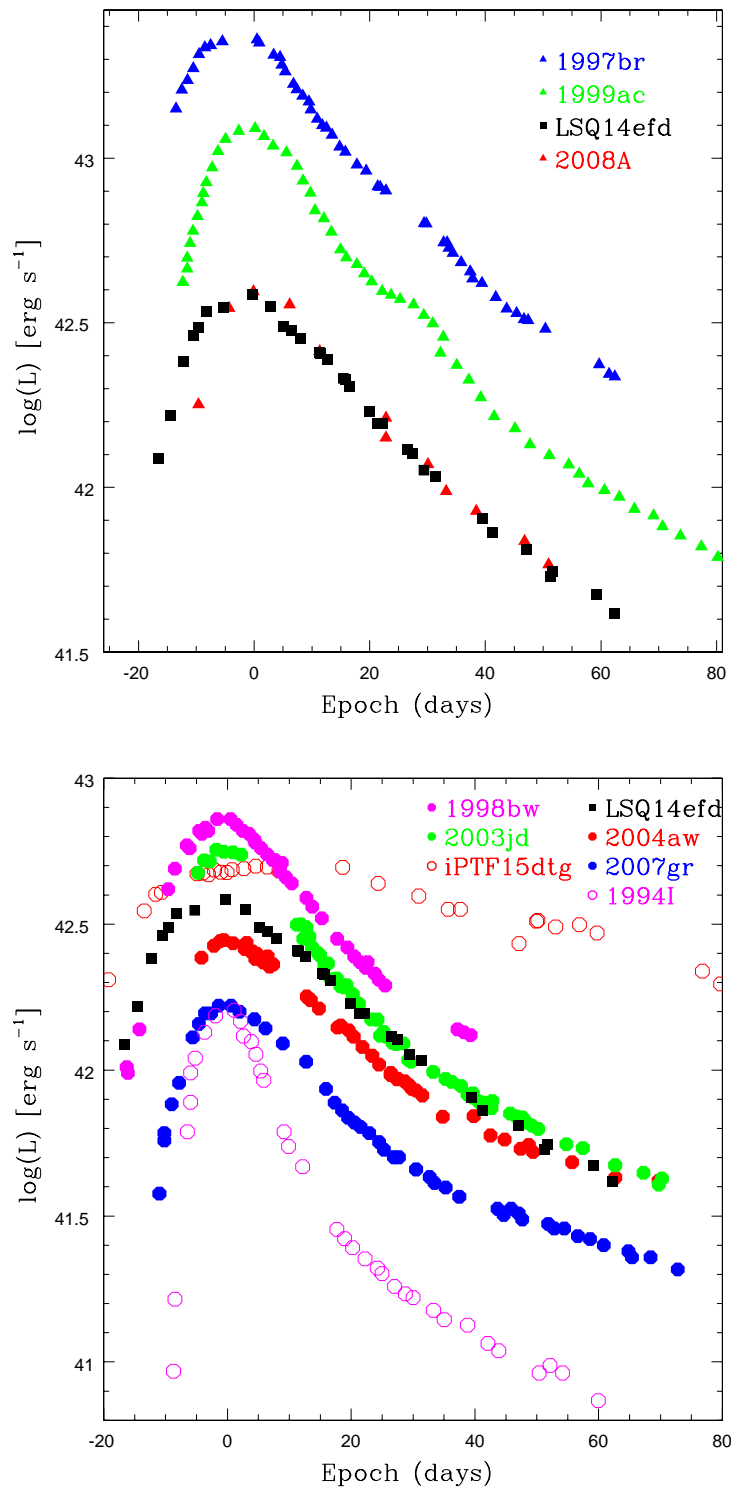 1997br
1999ac
LSQ14efd
2008A
43
42.5
42
41.5
log(L) [erg s⁻¹]
-20 0 20 40 60 80
Epoch (days)
43
42.5
42
41.5
41
log(L) [erg s⁻¹]
1998bw LSQ14efd
2003jd 2004aw
iPTF15dtg 2007gr
1994I
-20 0 20 40 60 80
Epoch (days)